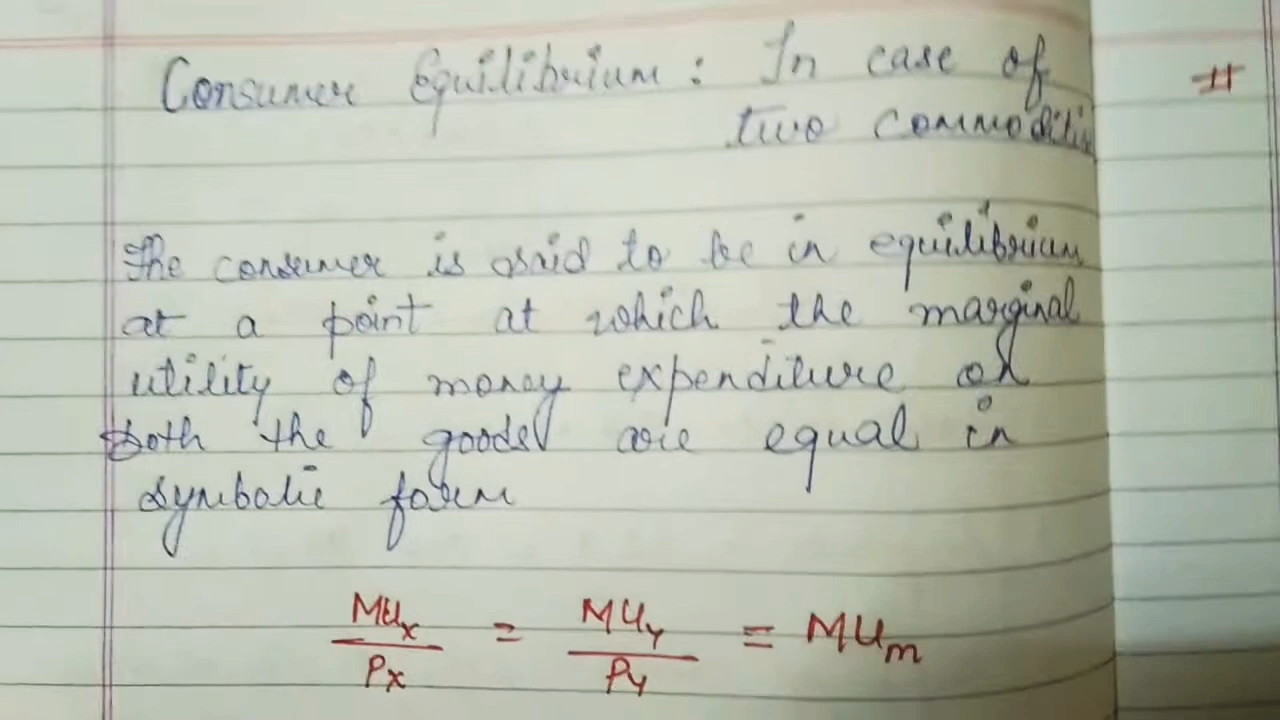 Consumer Equilibrium : In case of
two commoditi
#
The consumer is said to be in equilibrium
at a point at which the marginal
utility of money expenditure on
both the goods are equal in
symbolic form
MUx/Px = MUy/Py = MUm